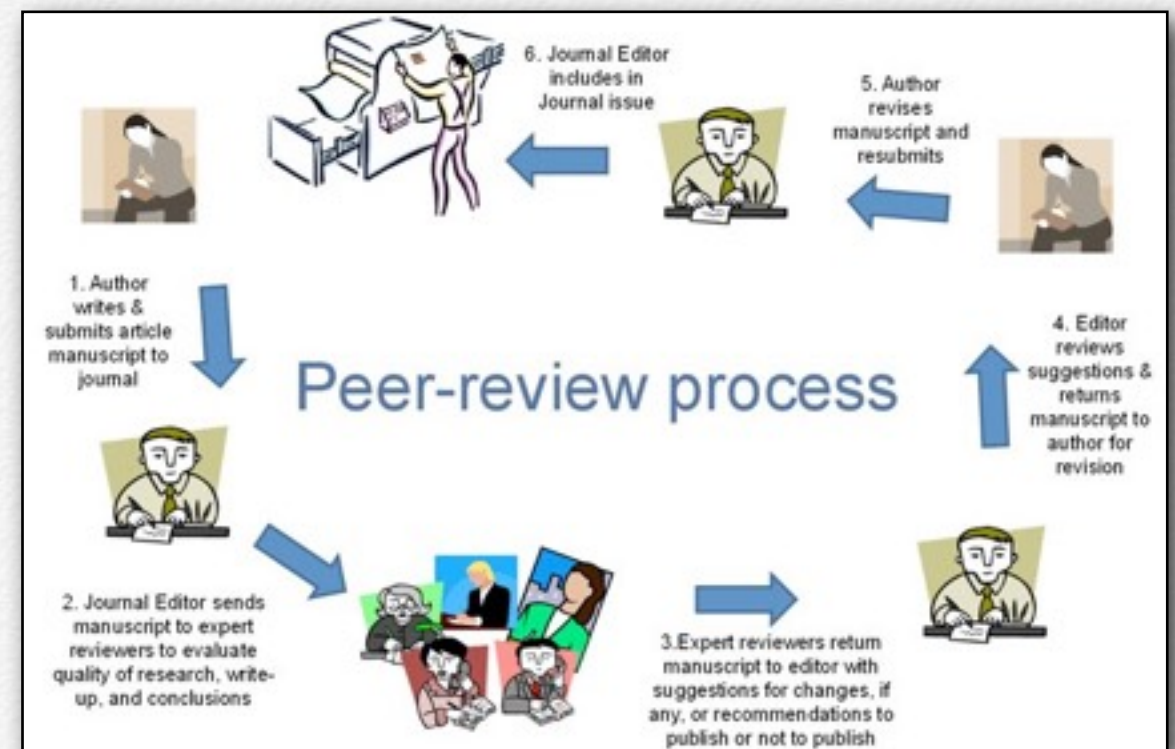 1. Author
writes &
submits article
manuscript to
journal
2. Journal Editor sends
manuscript to expert
reviewers to evaluate
quality of research, write-
up, and conclusions
3.Expert reviewers return
manuscript to editor with
suggestions for changes, if
any, or recommendations to
publish or not to publish
4. Editor
reviews
suggestions &
returns
manuscript to
author for
revision
5. Author
revises
manuscript and
resubmits
6. Journal Editor
includes in
Journal issue
Peer-review process